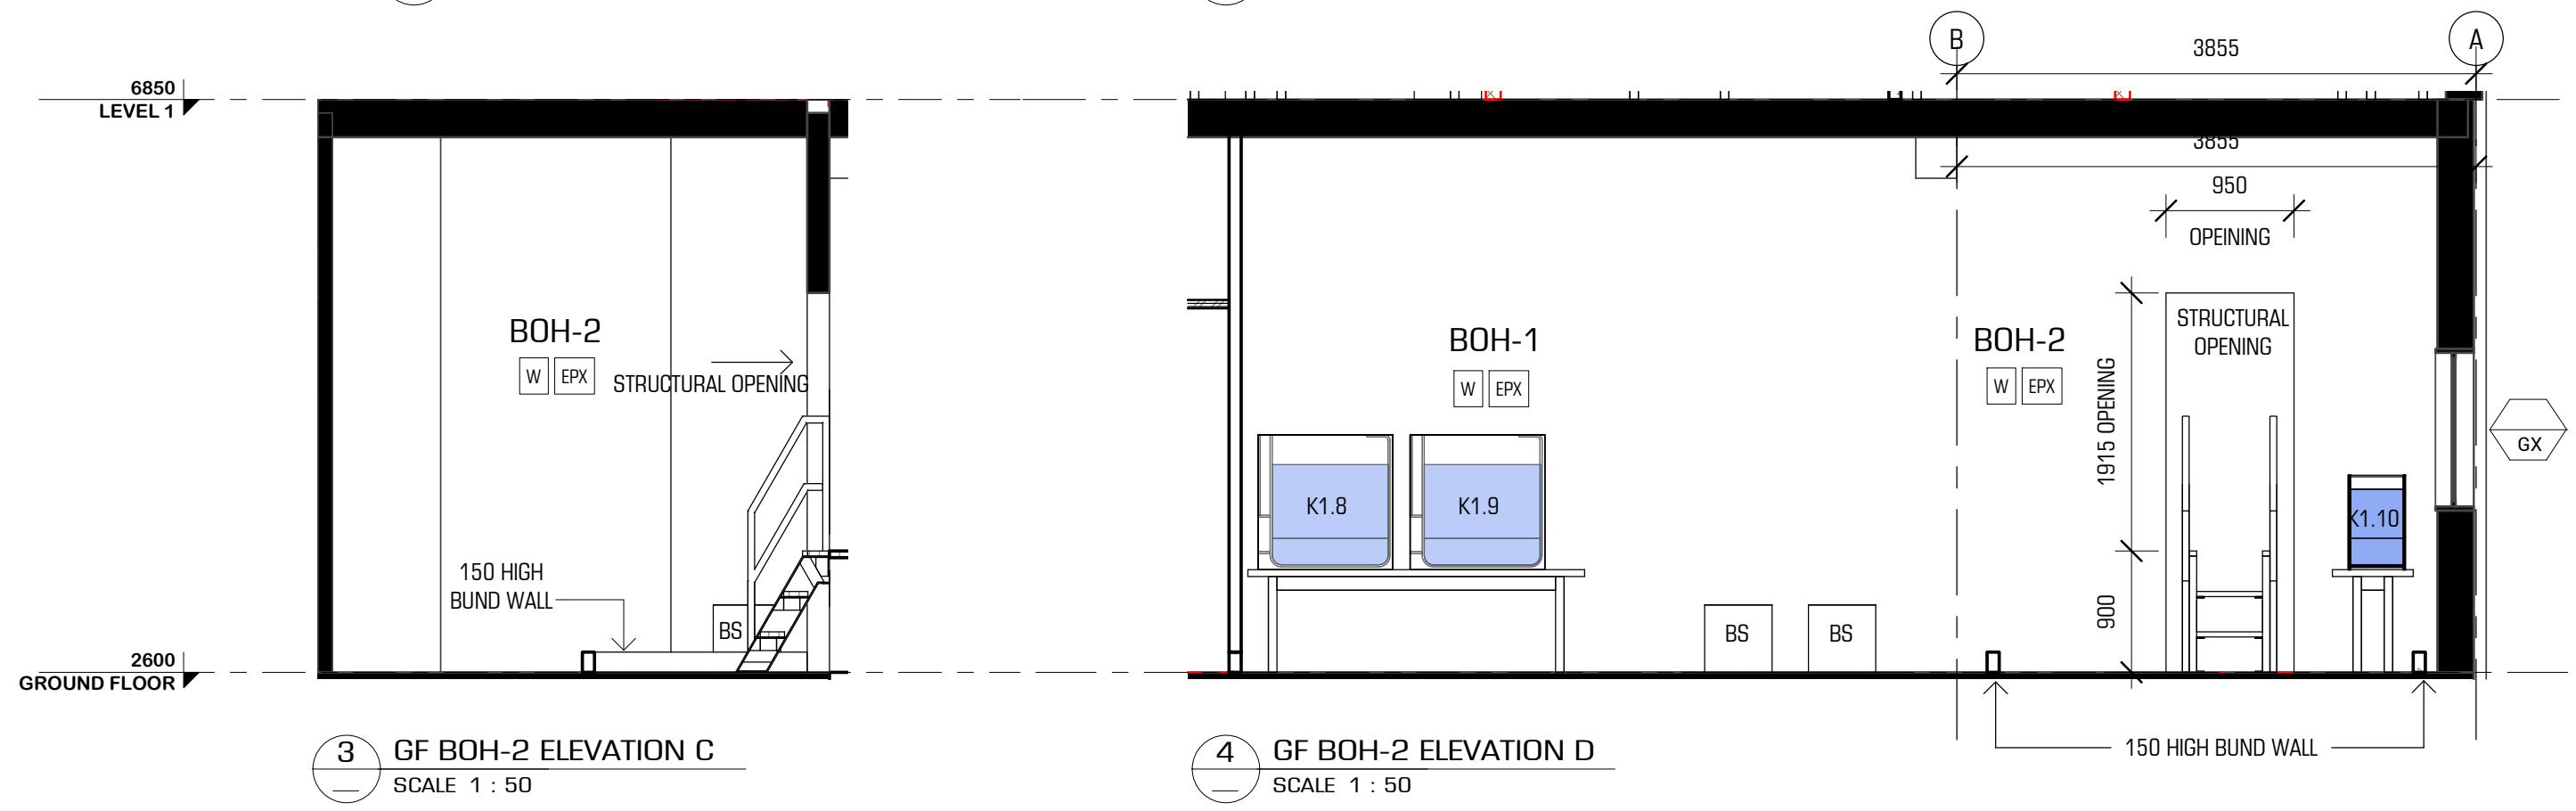 B
3855
A
6850
LEVEL 1
3855
950
OPEINING
STRUCTURAL
OPENING
BOH-2
W EPX
STRUCTURAL OPENING
BOH-1
W EPX
BOH-2
W EPX
1915 OPENING
GX
K1.8
K1.9
K1.10
150 HIGH
BUND WALL
BS
BS
BS
900
2600
GROUND FLOOR
3 GF BOH-2 ELEVATION C
SCALE 1 : 50
4 GF BOH-2 ELEVATION D
SCALE 1 : 50
150 HIGH BUND WALL